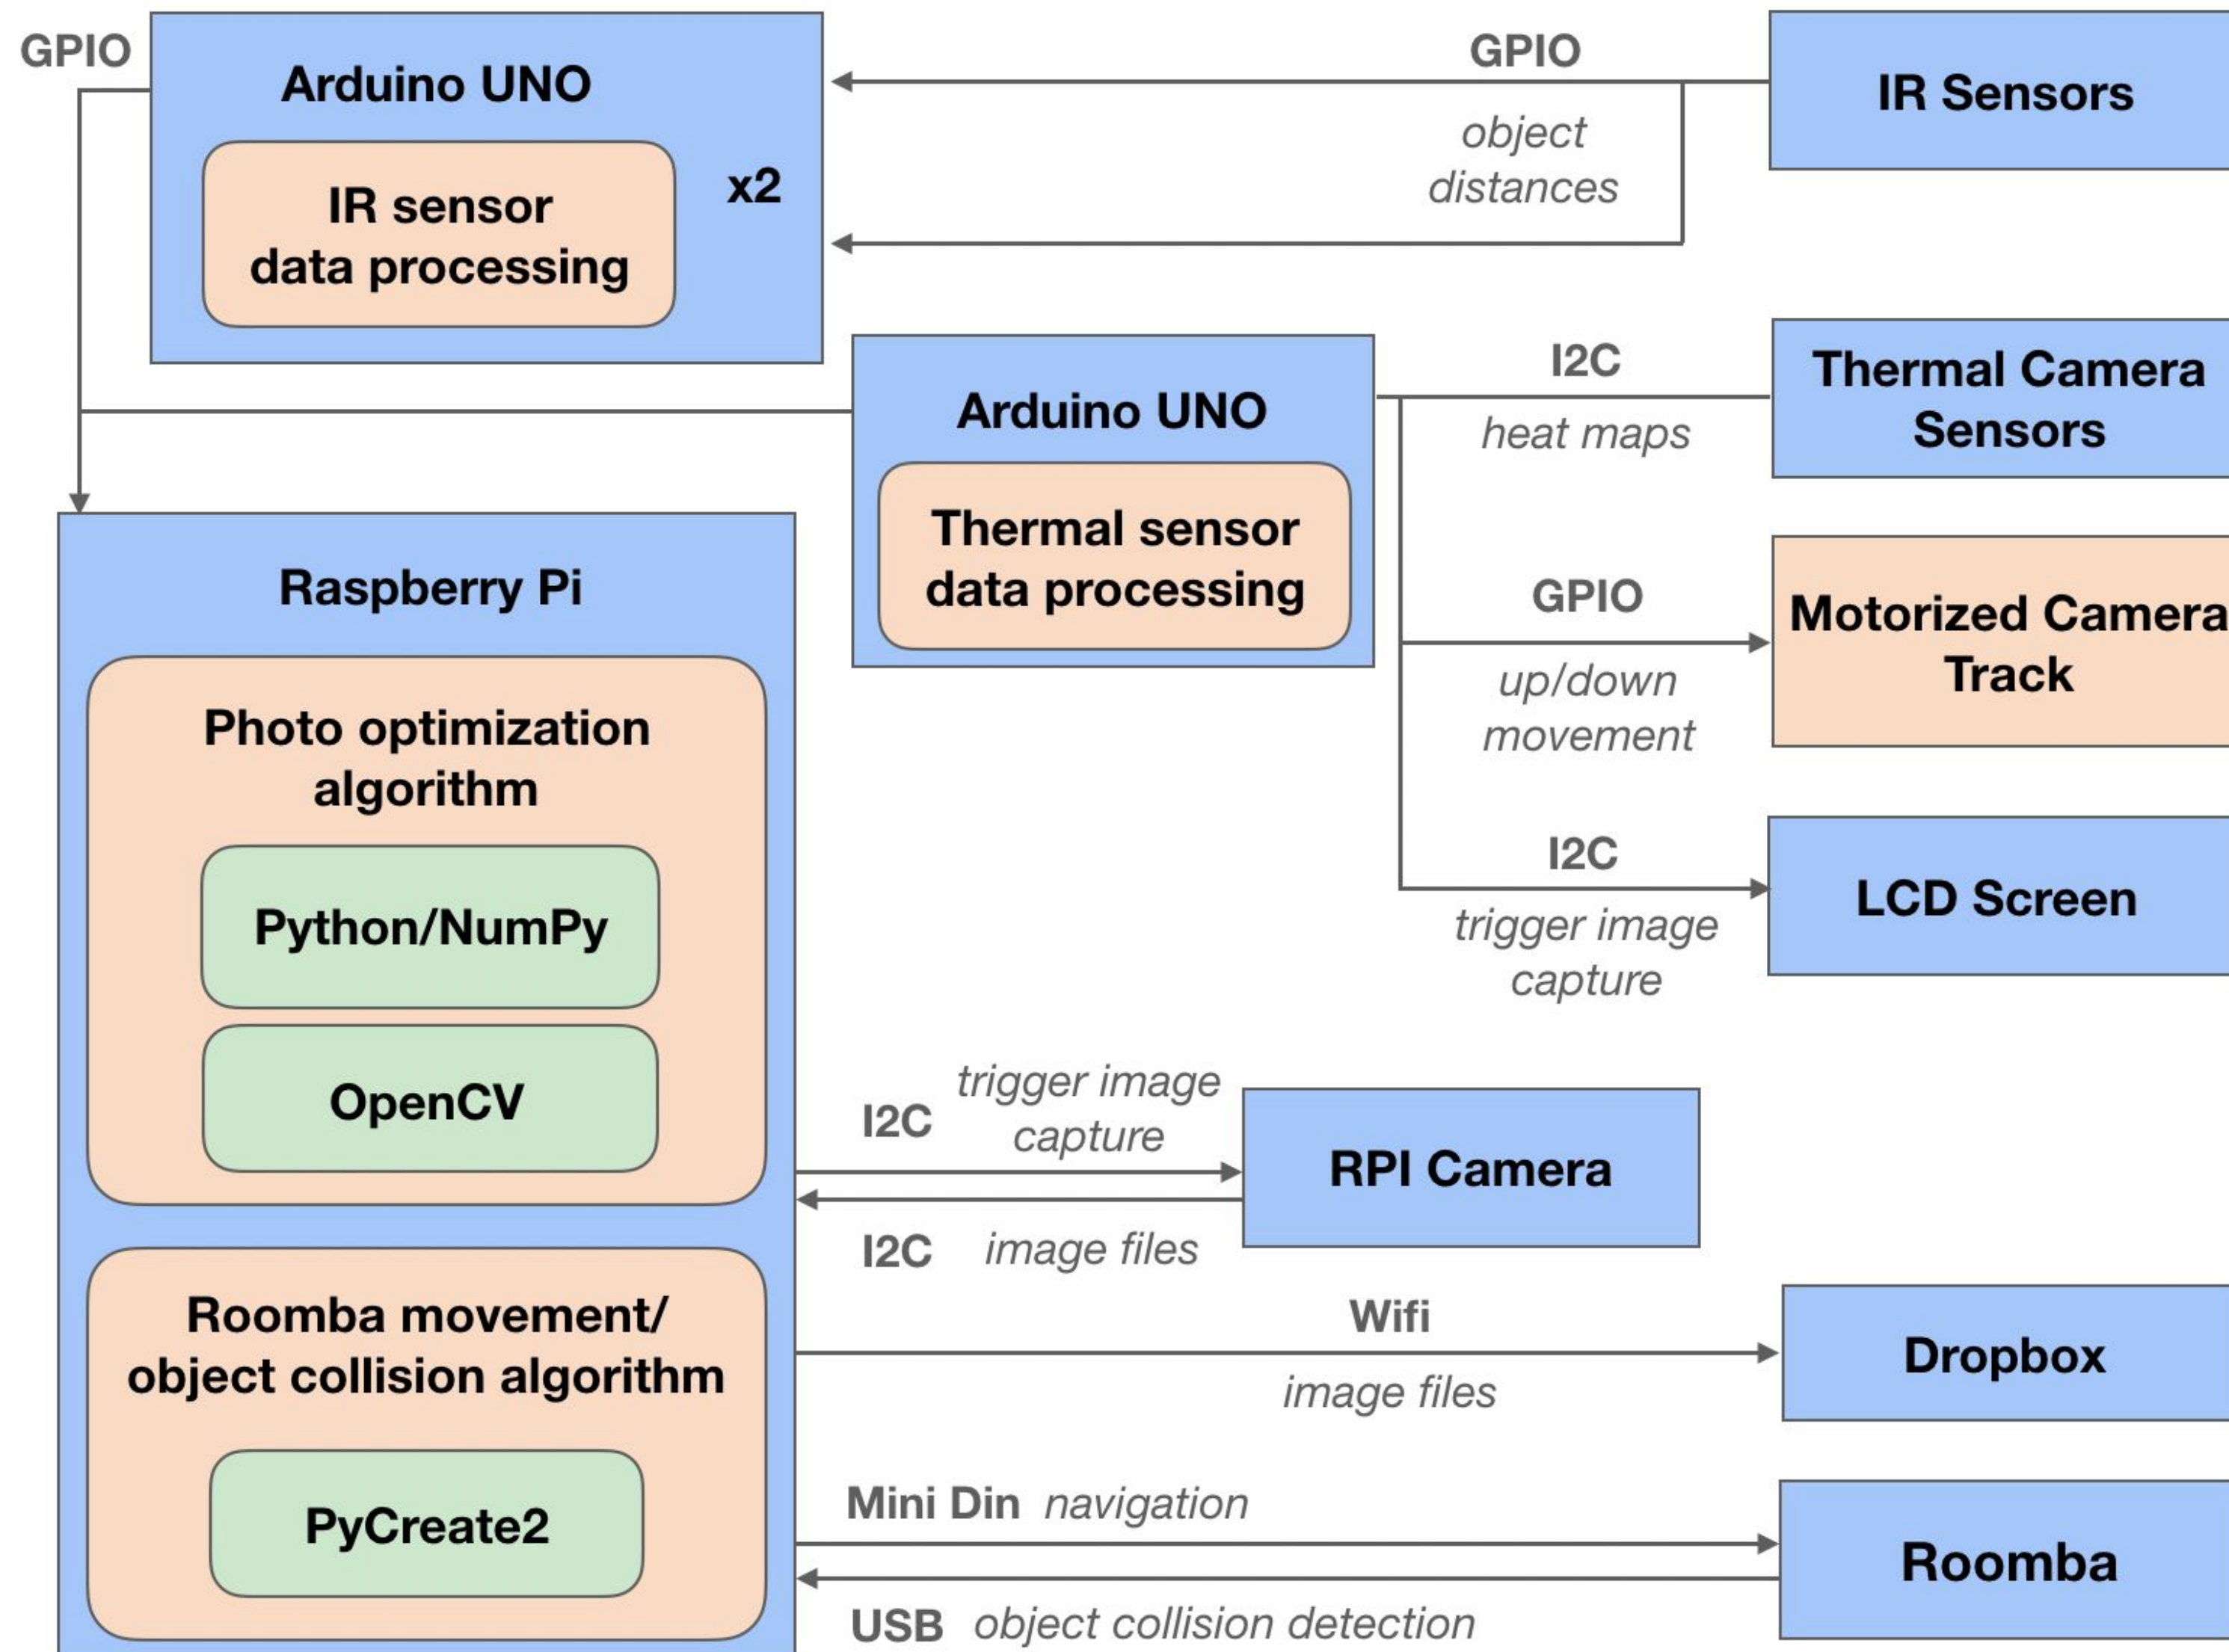 GPIO
Arduino UNO
IR sensor
data processing
x2
GPIO
object
distances
IR Sensors
Arduino UNO
Thermal sensor
data processing
I2C
heat maps
Thermal Camera
Sensors
GPIO
up/down
movement
Motorized Camera
Track
I2C
trigger image
capture
LCD Screen
Raspberry Pi
Photo optimization
algorithm
Python/NumPy
OpenCV
Roomba movement/
object collision algorithm
PyCreate2
I2C
trigger image
capture
I2C image files
RPI Camera
Wifi
image files
Dropbox
Mini Din navigation
USB object collision detection
Roomba